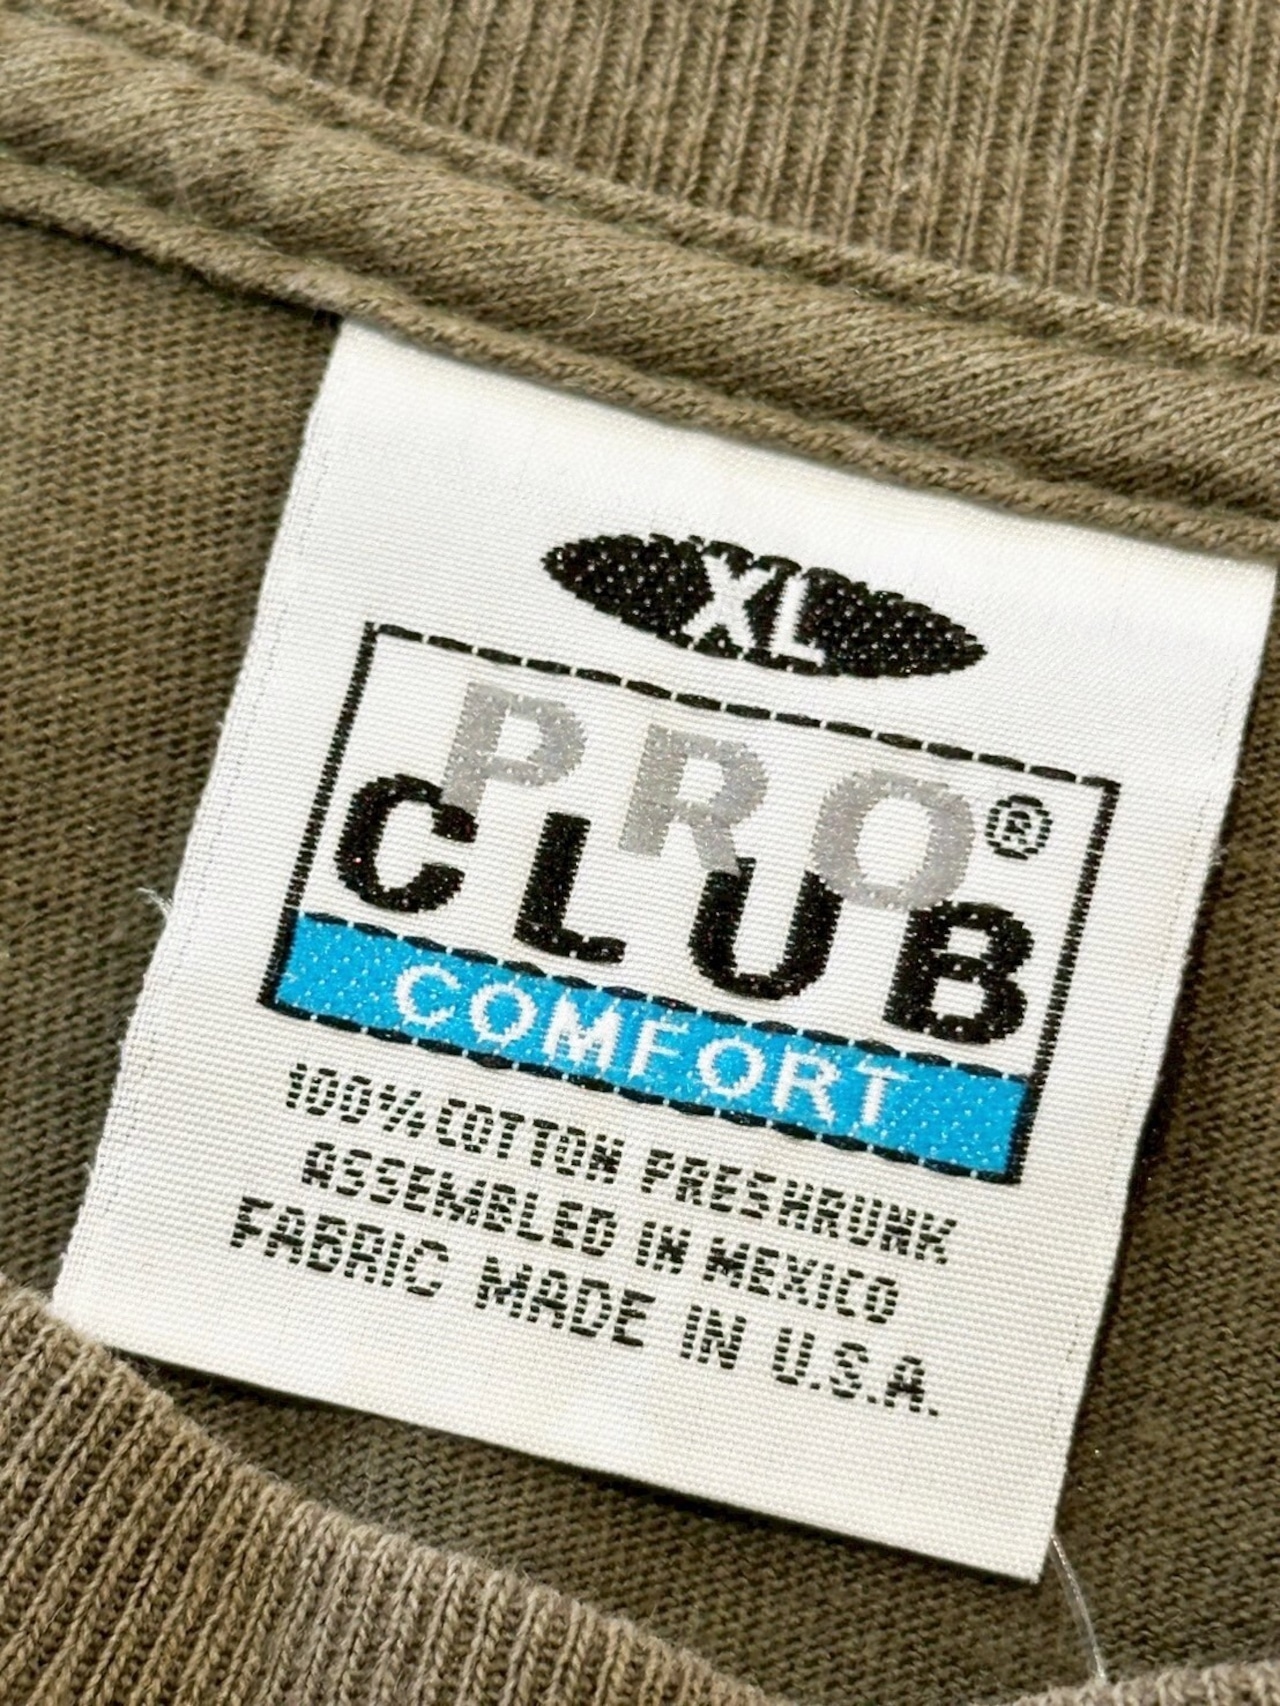 XL
PRO®
CLUB
COMFORT
100% COTTON PRESHRUNK
ASSEMBLED IN MEXICO
FABRIC MADE IN U.S.A.